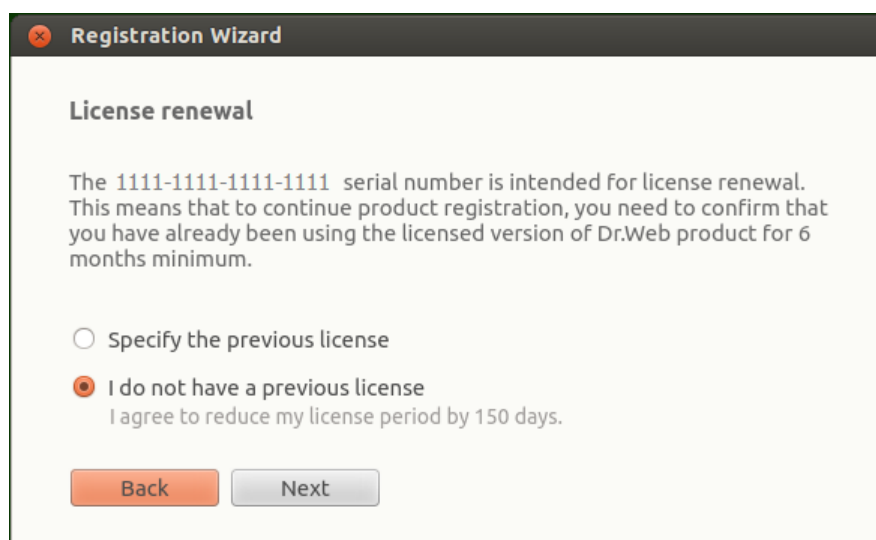 Registration Wizard
License renewal
The 1111-1111-1111-1111 serial number is intended for license renewal.
This means that to continue product registration, you need to confirm that
you have already been using the licensed version of Dr.Web product for 6
months minimum.
Specify the previous license
I do not have a previous license
I agree to reduce my license period by 150 days.
Back Next